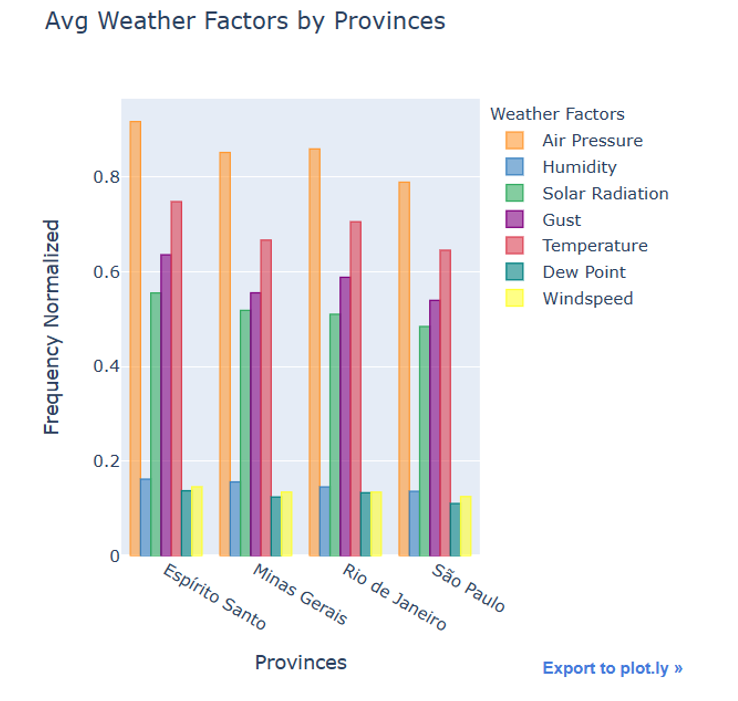 Avg Weather Factors by Provinces
Weather Factors
Air Pressure
Humidity
Solar Radiation
Gust
Temperature
Dew Point
Windspeed
Frequency Normalized
0.8
0.6
0.4
0.2
0
Espírito Santo
Minas Gerais
Rio de Janeiro
São Paulo
Provinces
Export to plot.ly »